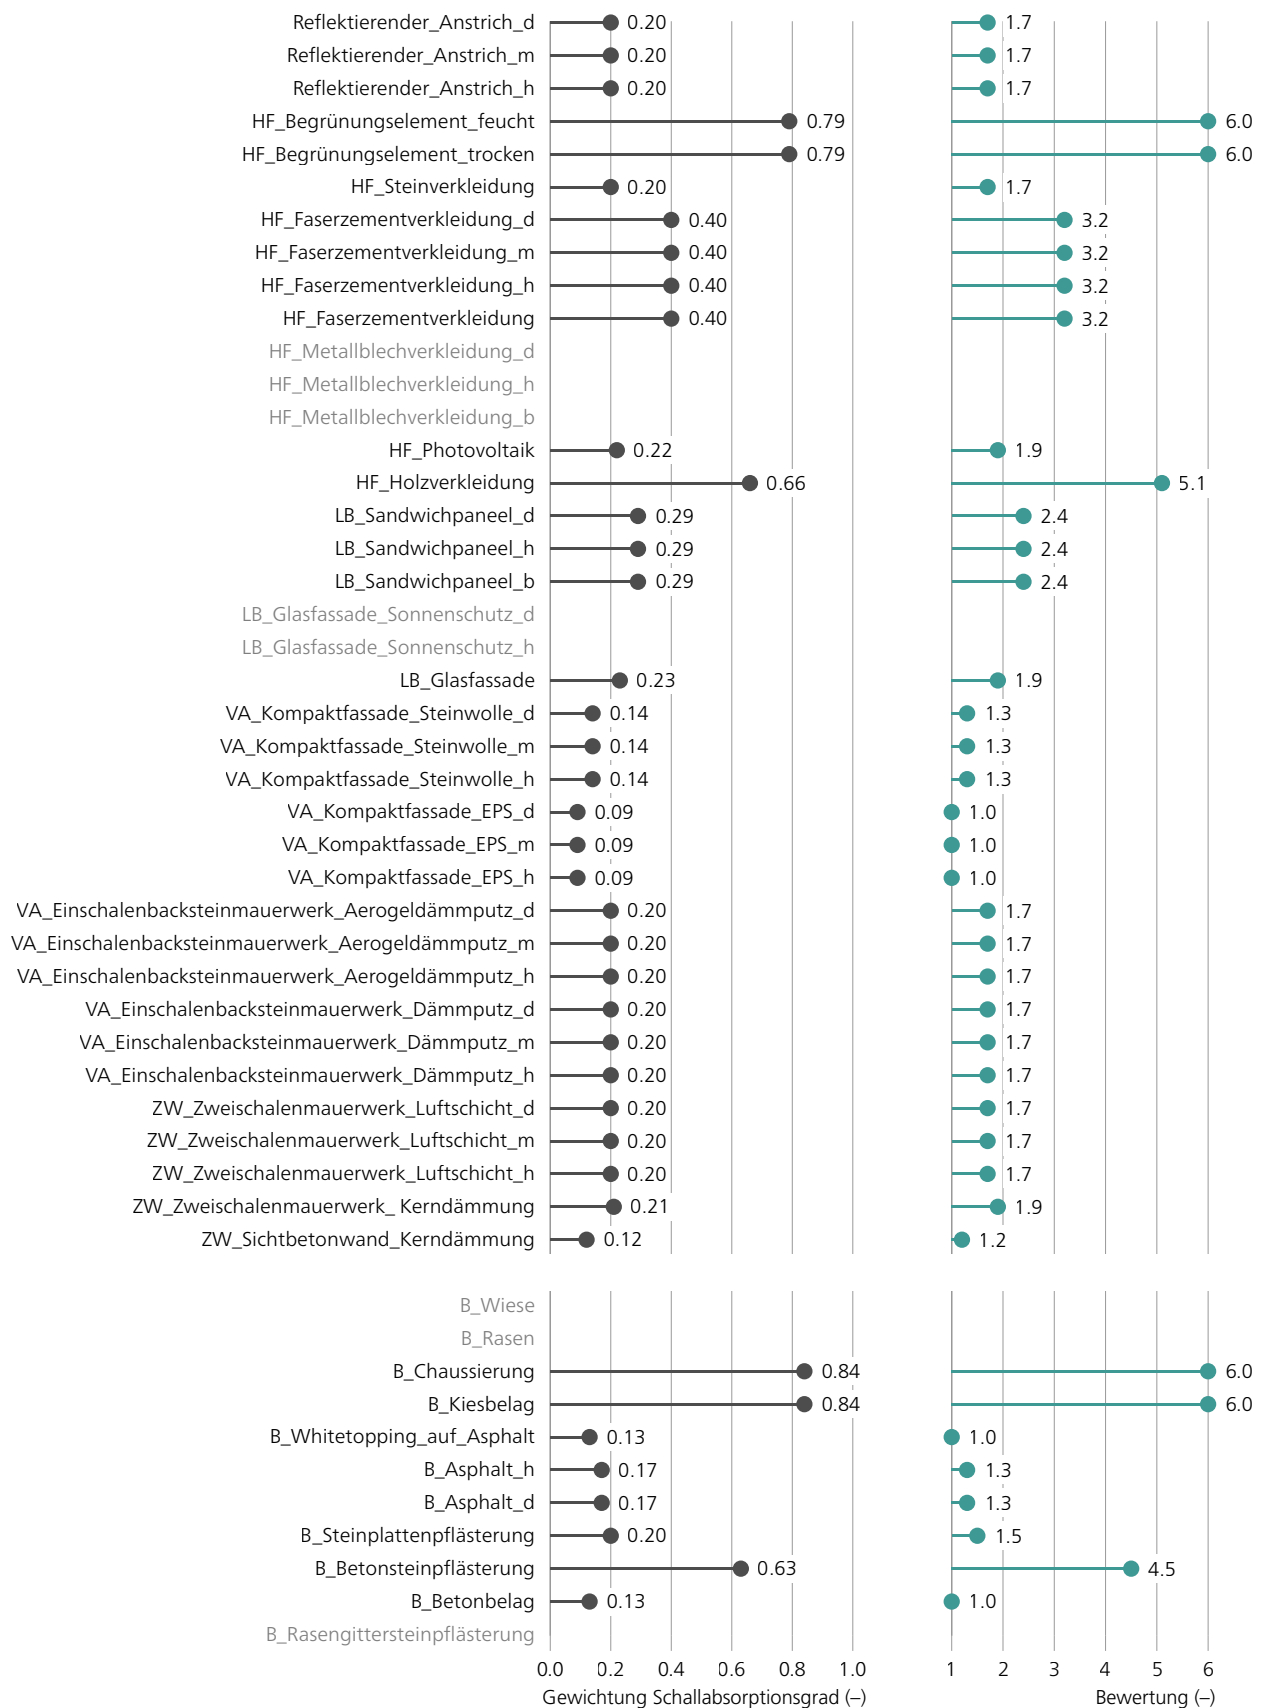 Reflektierender_Anstrich_d 0.20 1.7
Reflektierender_Anstrich_m 0.20 1.7
Reflektierender_Anstrich_h 0.20 1.7
HF_Begrünungselement_feucht 0.79 6.0
HF_Begrünungselement_trocken 0.79 6.0
HF_Steinverkleidung 0.20 1.7
HF_Faserzementverkleidung_d 0.40 3.2
HF_Faserzementverkleidung_m 0.40 3.2
HF_Faserzementverkleidung_h 0.40 3.2
HF_Faserzementverkleidung 0.40 3.2
HF_Metallblechverkleidung_d
HF_Metallblechverkleidung_h
HF_Metallblechverkleidung_b
HF_Photovoltaik 0.22 1.9
HF_Holzverkleidung 0.66 5.1
LB_Sandwichpaneel_d 0.29 2.4
LB_Sandwichpaneel_h 0.29 2.4
LB_Sandwichpaneel_b 0.29 2.4
LB_Glasfassade_Sonnenschutz_d
LB_Glasfassade_Sonnenschutz_h
LB_Glasfassade 0.23 1.9
VA_Kompaktfassade_Steinwolle_d 0.14 1.3
VA_Kompaktfassade_Steinwolle_m 0.14 1.3
VA_Kompaktfassade_Steinwolle_h 0.14 1.3
VA_Kompaktfassade_EPS_d 0.09 1.0
VA_Kompaktfassade_EPS_m 0.09 1.0
VA_Kompaktfassade_EPS_h 0.09 1.0
VA_Einschalenbacksteinmauerwerk_Aerogeldämmputz_d 0.20 1.7
VA_Einschalenbacksteinmauerwerk_Aerogeldämmputz_m 0.20 1.7
VA_Einschalenbacksteinmauerwerk_Aerogeldämmputz_h 0.20 1.7
VA_Einschalenbacksteinmauerwerk_Dämmputz_d 0.20 1.7
VA_Einschalenbacksteinmauerwerk_Dämmputz_m 0.20 1.7
VA_Einschalenbacksteinmauerwerk_Dämmputz_h 0.20 1.7
ZW_Zweischalenmauerwerk_Luftschicht_d 0.20 1.7
ZW_Zweischalenmauerwerk_Luftschicht_m 0.20 1.7
ZW_Zweischalenmauerwerk_Luftschicht_h 0.20 1.7
ZW_Zweischalenmauerwerk_ Kerndämmung 0.21 1.9
ZW_Sichtbetonwand_Kerndämmung 0.12 1.2
B_Wiese
B_Rasen
B_Chaussierung 0.84 6.0
B_Kiesbelag 0.84 6.0
B_Whitetopping_auf_Asphalt 0.13 1.0
B_Asphalt_h 0.17 1.3
B_Asphalt_d 0.17 1.3
B_Steinplattenpflästerung 0.20 1.5
B_Betonsteinpflästerung 0.63 4.5
B_Betonbelag 0.13 1.0
B_Rasengittersteinpflästerung
0.0 0.2 0.4 0.6 0.8 1.0 1 2 3 4 5 6
Gewichtung Schallabsorptionsgrad (–) Bewertung (–)